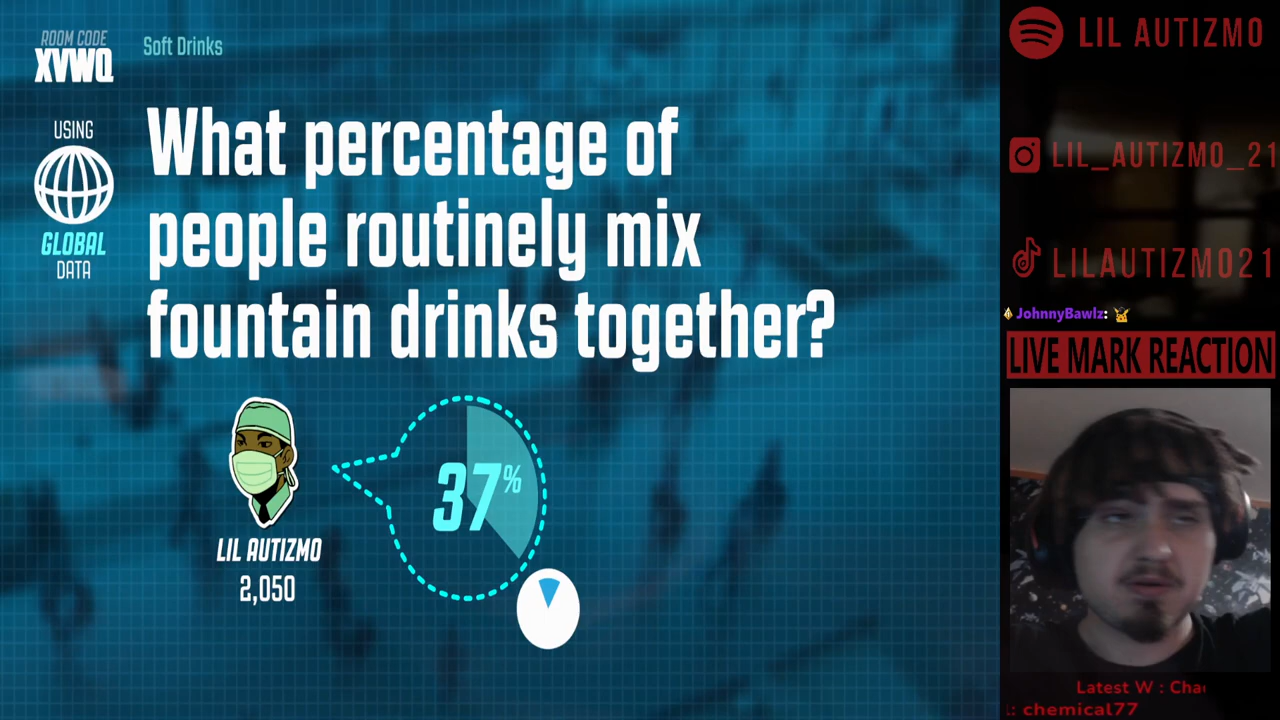 ROOM CODE
XVWQ
Soft Drinks
USING
GLOBAL
DATA
What percentage of
people routinely mix
fountain drinks together?
37%
LIL AUTIZMO
2,050
LIL AUTIZMO
LIL_AUTIZMO_21
LILAUTIZMO21
JohnnyBawlz:
LIVE MARK REACTION
Latest W : Cha
: chemical77